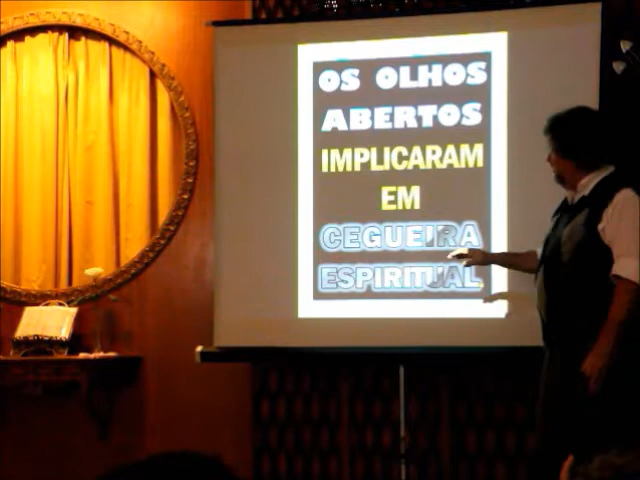 OS OLHOS
ABERTOS
IMPLICARAM
EM
CEGUEIRA
ESPIRITUAL